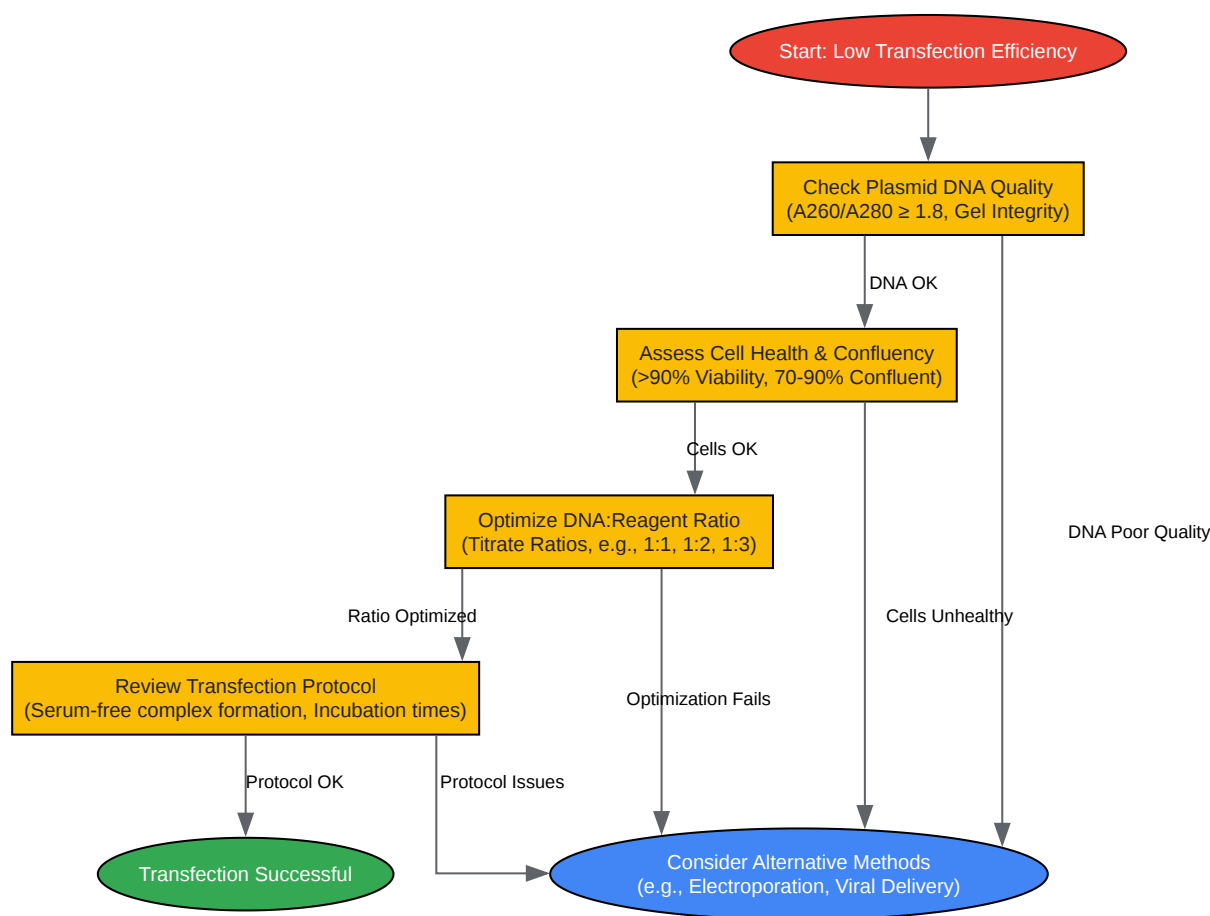 Start: Low Transfection Efficiency
Check Plasmid DNA Quality
(A260/A280 ≥ 1.8, Gel Integrity)
DNA OK
Assess Cell Health & Confluency
(>90% Viability, 70-90% Confluent)
Cells OK
Optimize DNA:Reagent Ratio
(Titrate Ratios, e.g., 1:1, 1:2, 1:3)
DNA Poor Quality
Ratio Optimized
Cells Unhealthy
Review Transfection Protocol
(Serum-free complex formation, Incubation times)
Optimization Fails
Protocol OK
Protocol Issues
Transfection Successful
Consider Alternative Methods
(e.g., Electroporation, Viral Delivery)